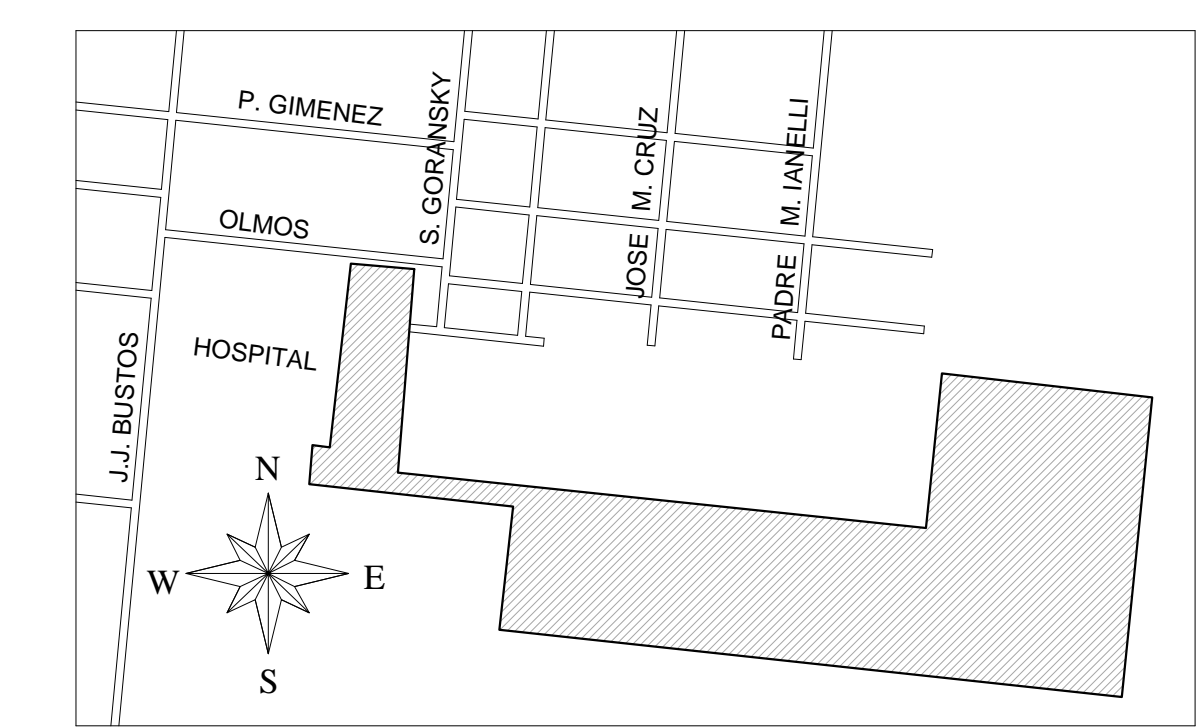 P. GIMENEZ
S. GORANSKY
JOSE M. CRUZ
PADRE M. IANELLI
OLMOS
HOSPITAL
J.J. BUSTOS
N
W
E
S